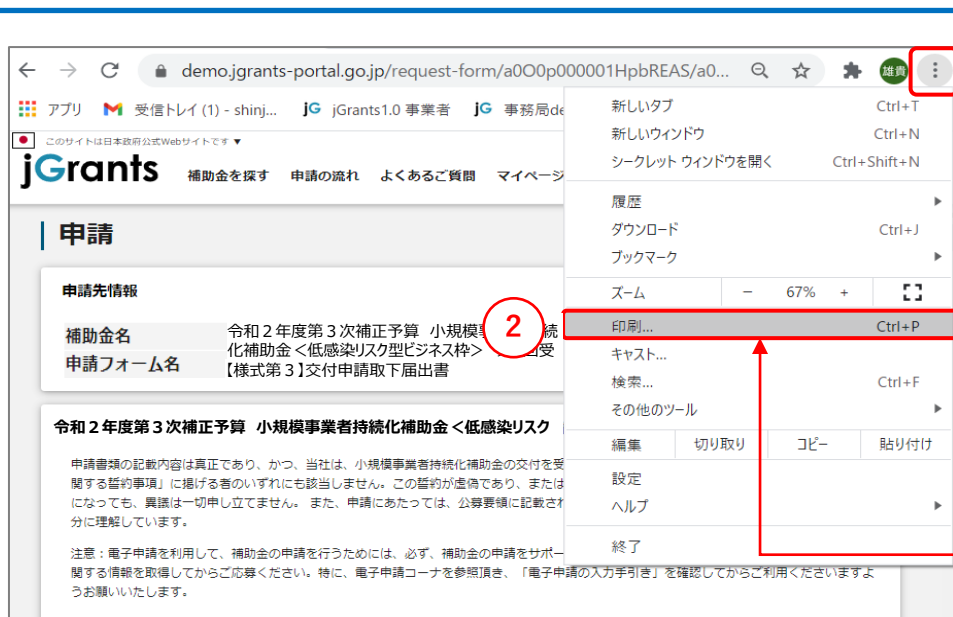 demo.jgrants-portal.go.jp/request-form/a0O0p000001HpbREAS/a0...
雄貴
アプリ
受信トレイ (1) - shinj...
jG jGrants1.0 事業者
jG 事務局de
このサイトは日本政府公式Webサイトです ▼
jGrants
補助金を探す 申請の流れ よくあるご質問 マイページ
申請
申請先情報
補助金名
令和２年度第３次補正予算 小規模事
続
化補助金＜低感染リスク型ビジネス枠＞
回受
申請フォーム名
【様式第３】交付申請取下届出書
令和２年度第３次補正予算 小規模事業者持続化補助金＜低感染リスク
申請書類の記載内容は真正であり、かつ、当社は、小規模事業者持続化補助金の交付を受
関する誓約事項」に掲げる者のいずれにも該当しません。この誓約が虚偽であり、または
になっても、異議は一切申し立てません。 また、申請にあたっては、公募要領に記載され
分に理解しています。
注意：電子申請を利用して、補助金の申請を行うためには、必ず、補助金の申請をサポー
関する情報を取得してからご応募ください。特に、電子申請コーナを参照頂き、「電子申請の入力手引き」を確認してからご利用くださいますよ
うお願いいたします。
新しいタブ Ctrl+T
新しいウィンドウ Ctrl+N
シークレット ウィンドウを開く Ctrl+Shift+N
履歴
ダウンロード Ctrl+J
ブックマーク
ズーム - 67% +
印刷... Ctrl+P
キャスト...
検索... Ctrl+F
その他のツール
編集 切り取り コピー 貼り付け
設定
ヘルプ
終了
2